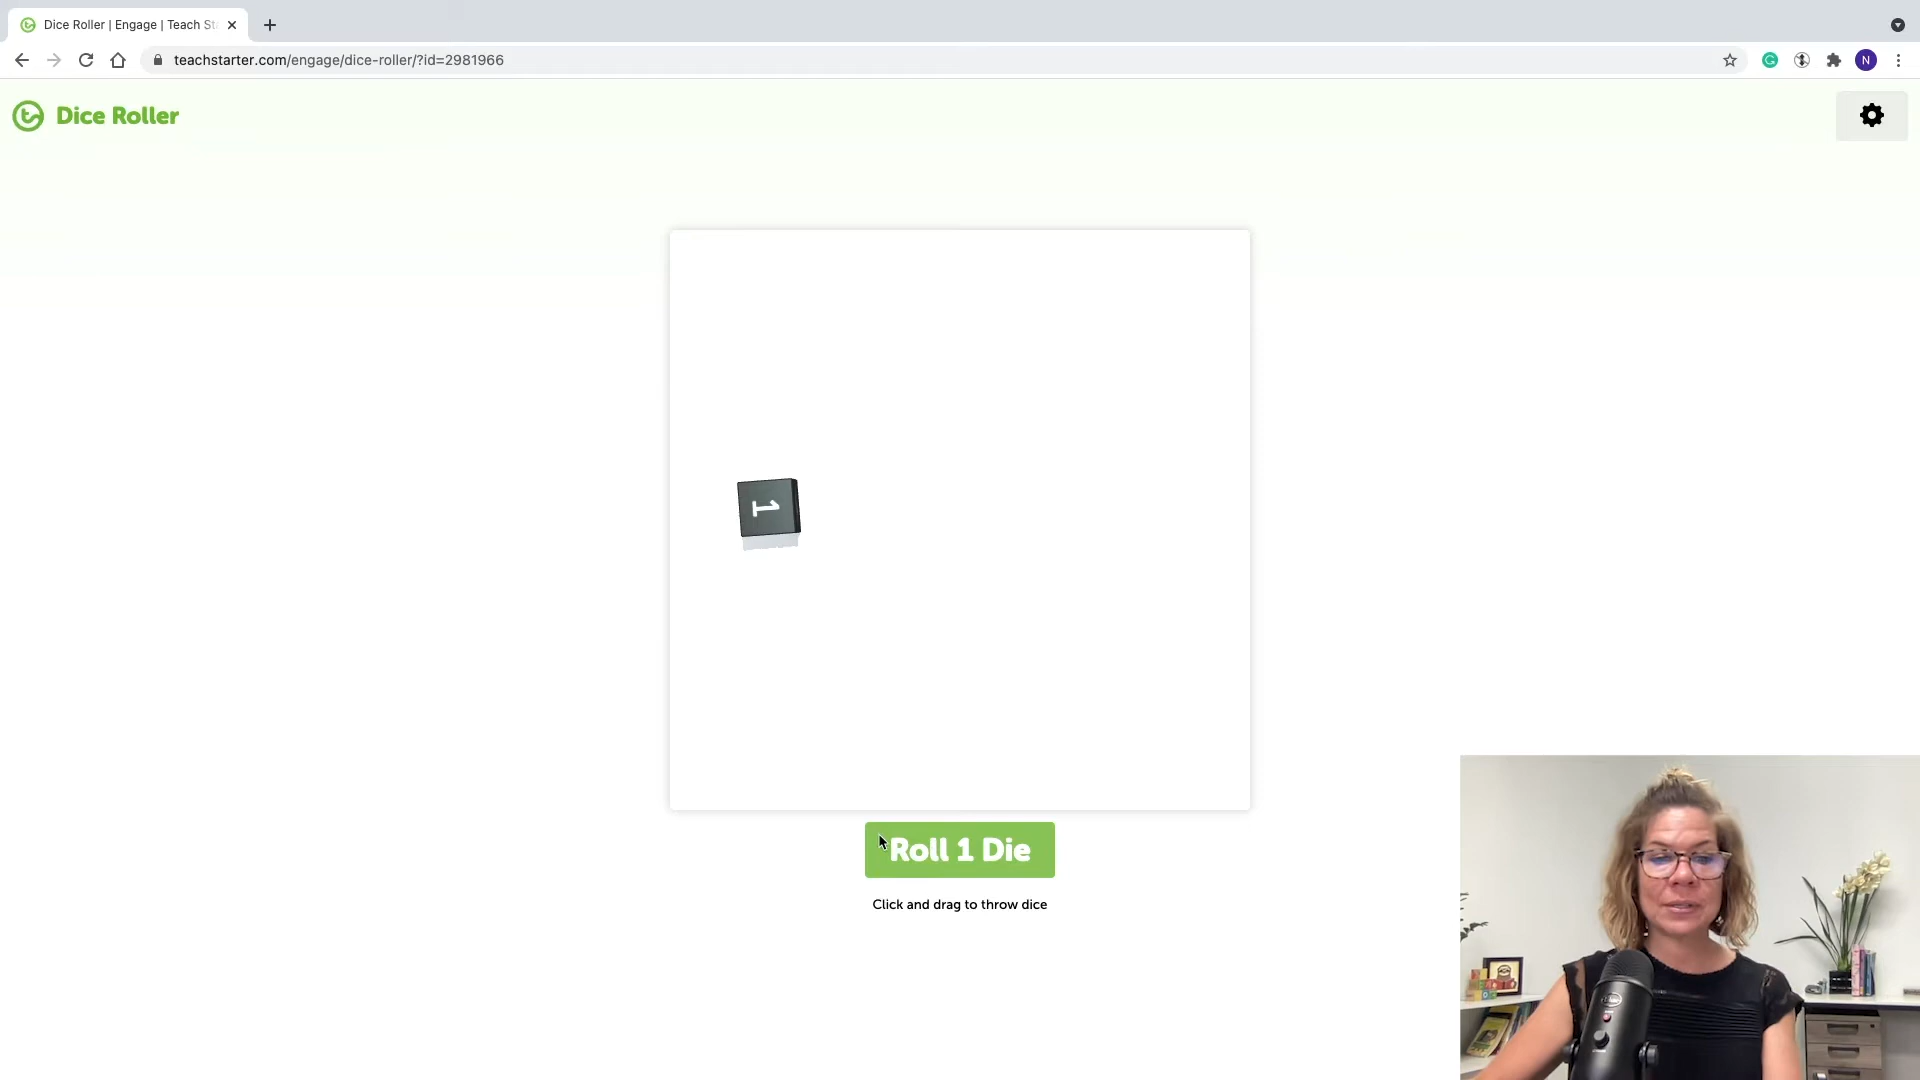 Dice Roller | Engage | Teach St
teachstarter.com/engage/dice-roller/?id=2981966
N
Dice Roller
1
Roll 1 Die
Click and drag to throw dice